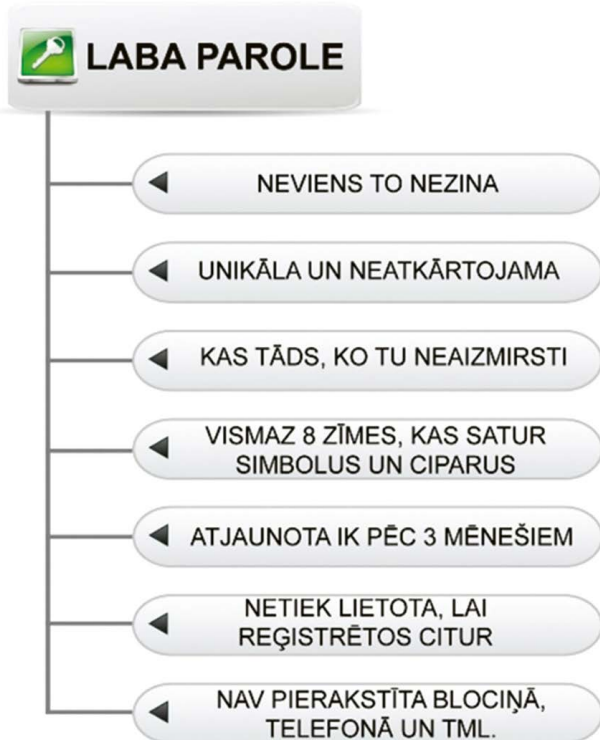 LABA PAROLE
NEVIENS TO NEZINA
UNIKĀLA UN NEATKĀRTOJAMA
KAS TĀDS, KO TU NEAIZMIRSTI
VISMAZ 8 ZĪMES, KAS SATUR
SIMBOLUS UN CIPARUS
ATJAUNOTA IK PĒC 3 MĒNEŠIEM
NETIEK LIETOTA, LAI
REĢISTRĒTOS CITUR
NAV PIERAKSTĪTA BLOCIŅĀ,
TELEFONĀ UN TML.